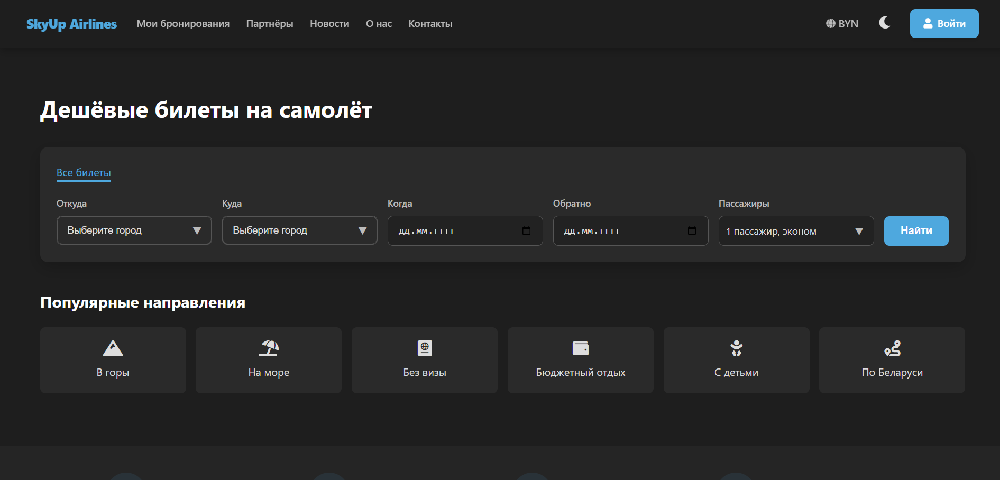 SkyUp Airlines
Мои бронирования
Партнёры
Новости
О нас
Контакты
BYN
Войти
Дешёвые билеты на самолёт
Все билеты
Откуда
Куда
Когда
Обратно
Пассажиры
Выберите город
Выберите город
дд.мм.гггг
дд.мм.гггг
1 пассажир, эконом
Найти
Популярные направления
В горы
На море
Без визы
Бюджетный отдых
С детьми
По Беларуси